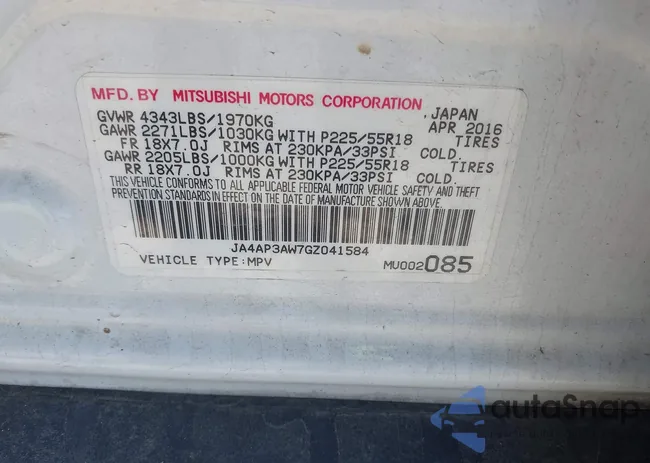 MFD. BY MITSUBISHI MOTORS CORPORATION
JAPAN
GVWR 4343LBS/1970KG APR 2016
GAWR 2271LBS/1030KG WITH P225/55R18 TIRES
FR 18X7.0J RIMS AT 230KPA/33PSI COLD.
GAWR 2205LBS/1000KG WITH P225/55R18 TIRES
RR 18X7.0J RIMS AT 230KPA/33PSI COLD.
THIS VEHICLE CONFORMS TO ALL APPLICABLE FEDERAL MOTOR VEHICLE SAFETY AND THEFT
PREVENTION STANDARDS IN EFFECT ON THE DATE OF MANUFACTURE SHOWN ABOVE.
JA4AP3AW7GZ041584
VEHICLE TYPE:MPV MU002085
autoSnap